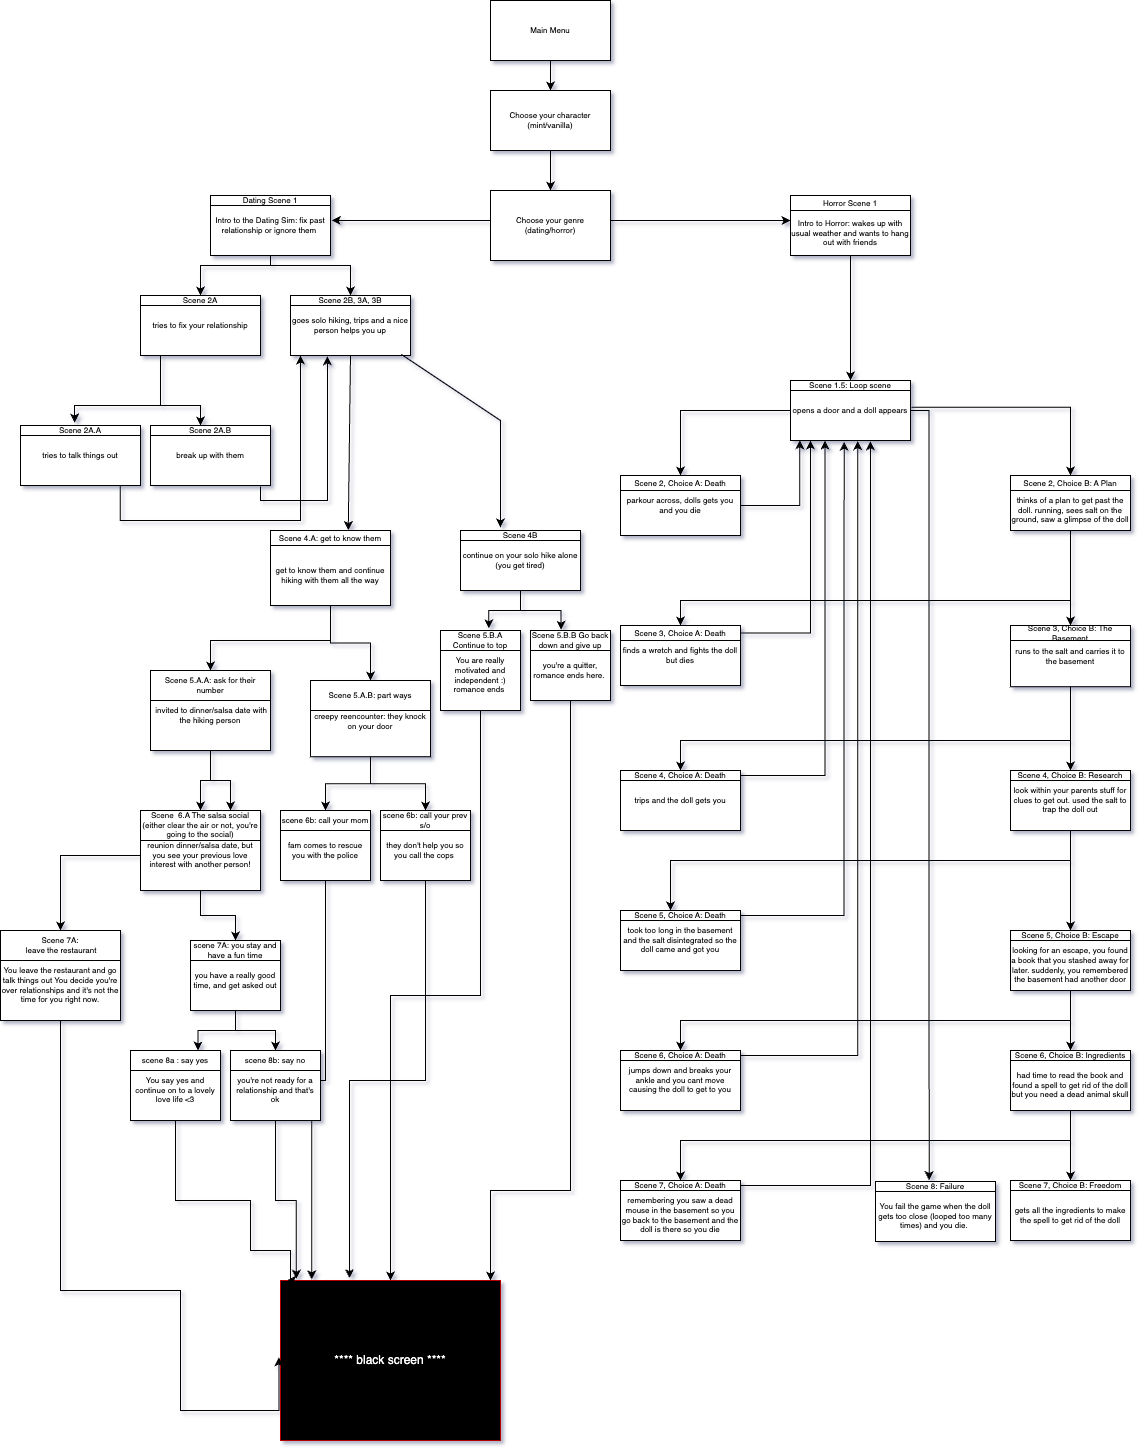 Main Menu
Choose your character
(mint/vanilla)
Choose your genre
(dating/horror)
Dating Scene 1
Intro to the Dating Sim: fix past
relationship or ignore them
Horror Scene 1
Intro to Horror: wakes up with
usual weather and wants to hang
out with friends
Scene 2A
tries to fix your relationship
Scene 2B, 3A, 3B
goes solo hiking, trips and a nice
person helps you up
Scene 1.5: Loop scene
opens a door and a doll appears
Scene 2A.A
tries to talk things out
Scene 2A.B
break up with them
Scene 2, Choice A: Death
parkour across, dolls gets you
and you die
Scene 2, Choice B: A Plan
thinks of a plan to get past the
doll. running, sees salt on the
ground, saw a glimpse of the doll
Scene 4.A: get to know them
get to know them and continue
hiking with them all the way
Scene 4B
continue on your solo hike alone
(you get tired)
Scene 5.B.A
Continue to top
You are really
motivated and
independent :)
romance ends
Scene 5.B.B Go back
down and give up
you're a quitter,
romance ends here.
Scene 3, Choice A: Death
finds a wretch and fights the doll
but dies
Scene 3, Choice B: The
Basement
runs to the salt and carries it to
the basement
Scene 5.A.A: ask for their
number
invited to dinner/salsa date with
the hiking person
Scene 5.A.B: part ways
creepy reencounter: they knock
on your door
Scene 4, Choice A: Death
trips and the doll gets you
Scene 4, Choice B: Research
look within your parents stuff for
clues to get out. used the salt to
trap the doll out
Scene 6.A The salsa social
(either clear the air or not, you're
going to the social)
reunion dinner/salsa date, but
you see your previous love
interest with another person!
scene 6b: call your mom
fam comes to rescue
you with the police
scene 6b: call your prev
s/o
they don't help you so
you call the cops
Scene 5, Choice A: Death
took too long in the basement
and the salt disintegrated so the
doll came and got you
Scene 5, Choice B: Escape
looking for an escape, you found
a book that you stashed away for
later. suddenly, you remembered
the basement had another door
Scene 7A:
leave the restaurant
You leave the restaurant and go
talk things out You decide you're
over relationships and it's not the
time for you right now.
scene 7A: you stay and
have a fun time
you have a really good
time, and get asked out
scene 8a : say yes
You say yes and
continue on to a lovely
love life <3
scene 8b: say no
you're not ready for a
relationship and that's
ok
Scene 6, Choice A: Death
jumps down and breaks your
ankle and you cant move
causing the doll to get to you
Scene 6, Choice B: Ingredients
had time to read the book and
found a spell to get rid of the doll
but you need a dead animal skull
Scene 7, Choice A: Death
remembering you saw a dead
mouse in the basement so you
go back to the basement and the
doll is there so you die
Scene 8: Failure
You fail the game when the doll
gets too close (looped too many
times) and you die.
Scene 7, Choice B: Freedom
gets all the ingredients to make
the spell to get rid of the doll
**** black screen ****